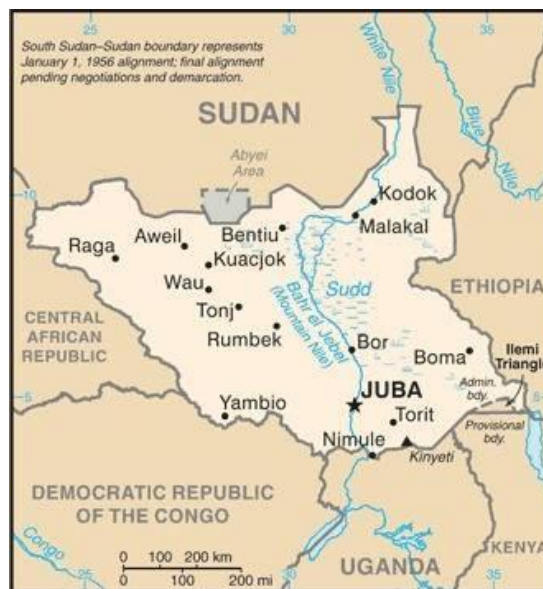 30
35
South Sudan–Sudan boundary represents
January 1, 1956 alignment; final alignment
pending negotiations and demarcation.
White Nile
Blue
Nile
SUDAN
Abyei
Area
10
10
Kodok
Malakal
Bentiu
Aweil
Raga
Kuacjok
Wau
Tonj
Rumbek
Sudd
Bahr el Jebel
(Mountain Nile)
ETHIOPIA
CENTRAL
AFRICAN
REPUBLIC
Bor
Boma
Ilemi
Triangle
Admin.
bdy.
5
5
JUBA
Yambio
Torit
Provisional
bdy.
Nimule
Kinyeti
DEMOCRATIC REPUBLIC
OF THE CONGO
Congo
UGANDA
KENYA
0 100 200 km
0 100 200 mi
25
30